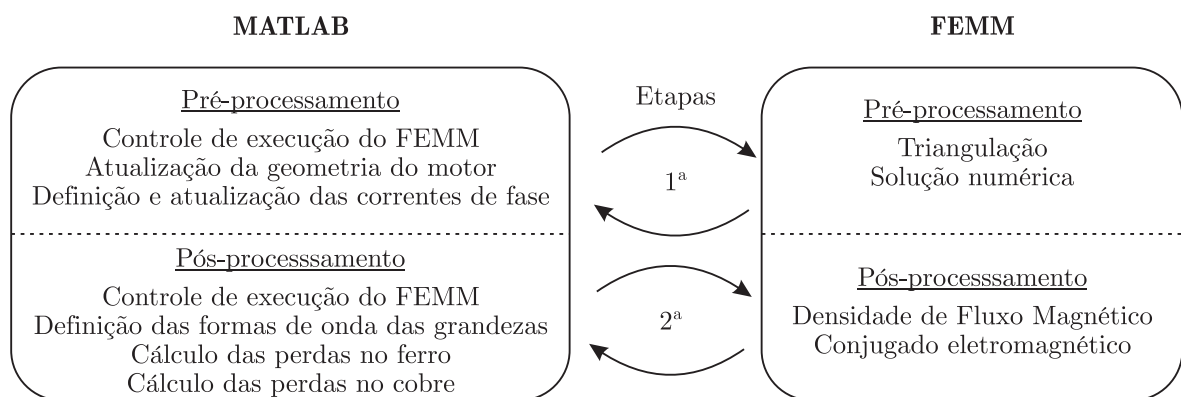 MATLAB
Pré-processamento
Controle de execução do FEMM
Atualização da geometria do motor
Definição e atualização das correntes de fase
Pós-processsamento
Controle de execução do FEMM
Definição das formas de onda das grandezas
Cálculo das perdas no ferro
Cálculo das perdas no cobre
Etapas
1ª
2ª
FEMM
Pré-processamento
Triangulação
Solução numérica
Pós-processsamento
Densidade de Fluxo Magnético
Conjugado eletromagnético